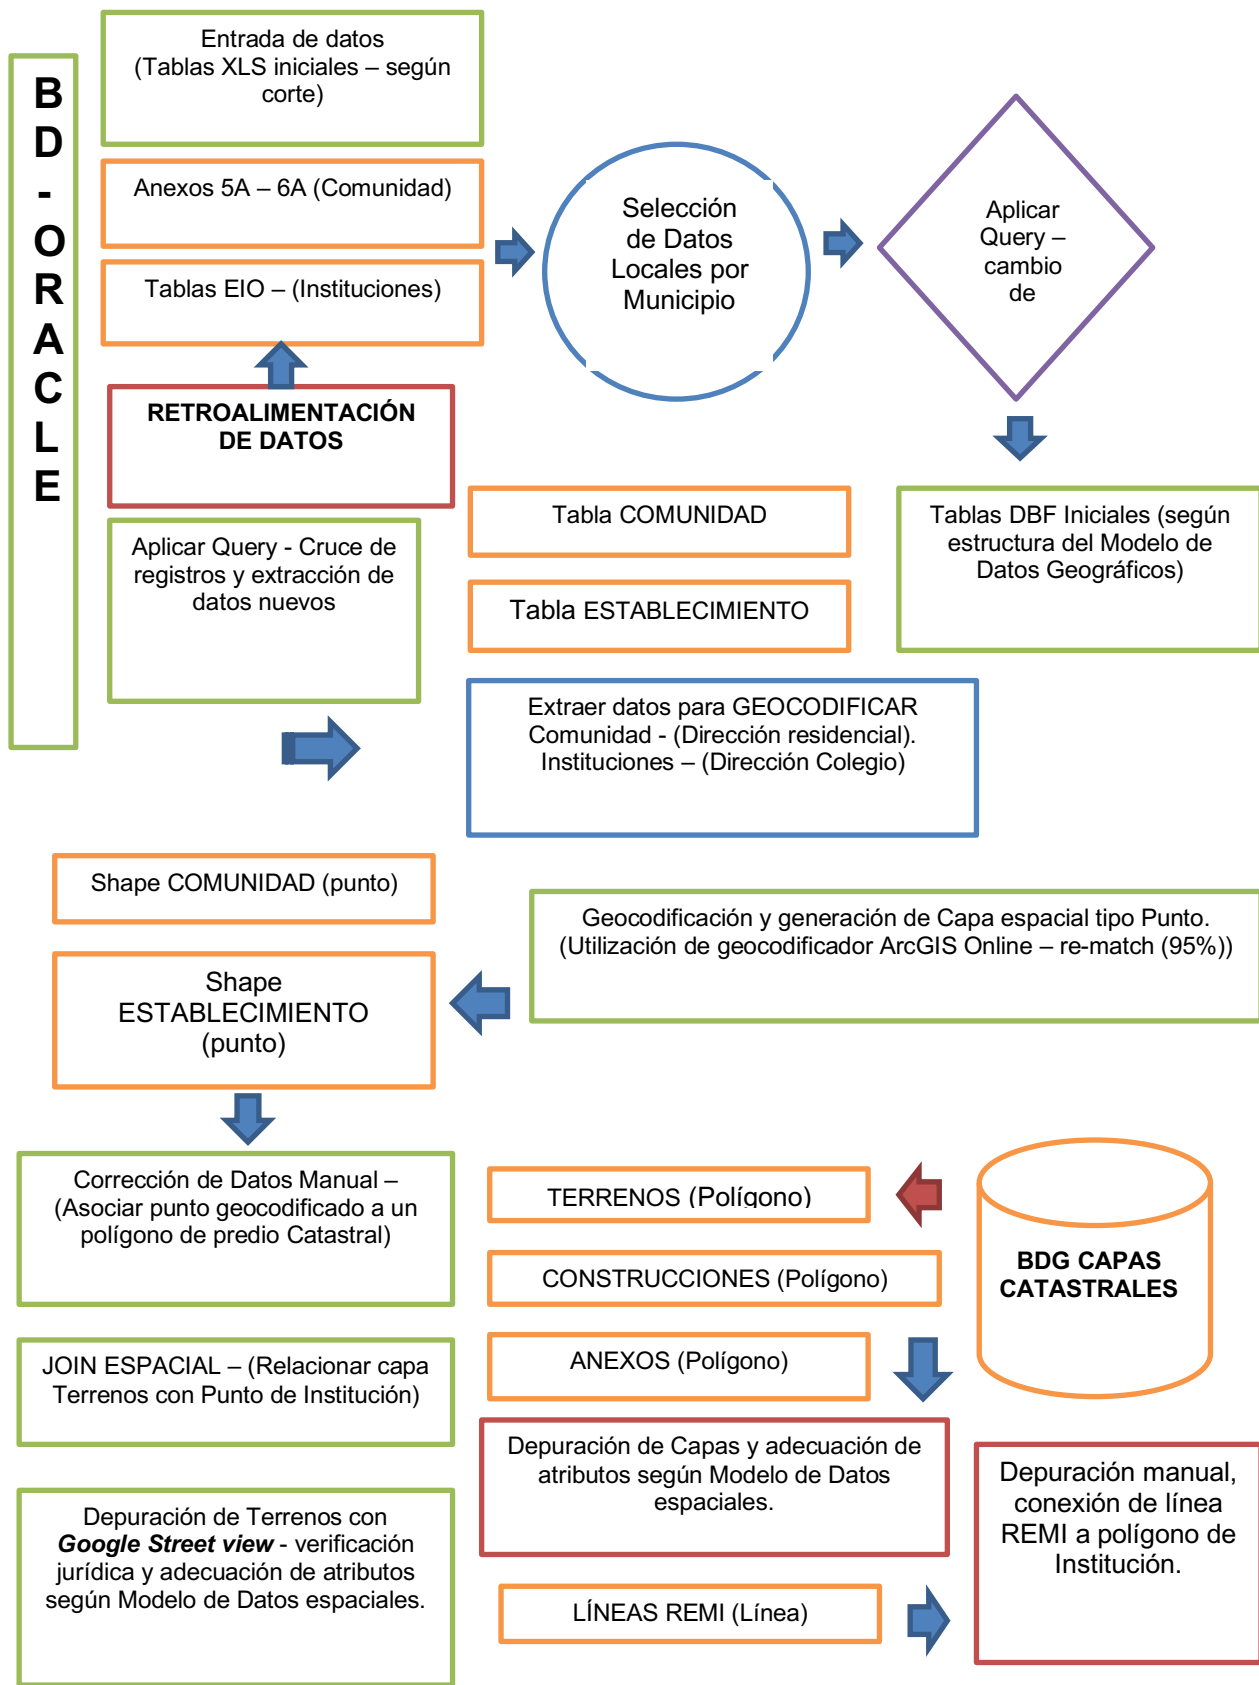 B
D
-
O
R
A
C
L
E
Entrada de datos
(Tablas XLS iniciales – según
corte)
Anexos 5A – 6A (Comunidad)
Tablas EIO – (Instituciones)
RETROALIMENTACIÓN
DE DATOS
Aplicar Query - Cruce de
registros y extracción de
datos nuevos
Selección
de Datos
Locales por
Municipio
Aplicar
Query –
cambio
de
Tabla COMUNIDAD
Tabla ESTABLECIMIENTO
Tablas DBF Iniciales (según
estructura del Modelo de
Datos Geográficos)
Extraer datos para GEOCODIFICAR
Comunidad - (Dirección residencial).
Instituciones – (Dirección Colegio)
Shape COMUNIDAD (punto)
Shape
ESTABLECIMIENTO
(punto)
Geocodificación y generación de Capa espacial tipo Punto.
(Utilización de geocodificador ArcGIS Online – re-match (95%))
Corrección de Datos Manual –
(Asociar punto geocodificado a un
polígono de predio Catastral)
JOIN ESPACIAL – (Relacionar capa
Terrenos con Punto de Institución)
Depuración de Terrenos con
Google Street view - verificación
jurídica y adecuación de atributos
según Modelo de Datos espaciales.
TERRENOS (Polígono)
CONSTRUCCIONES (Polígono)
ANEXOS (Polígono)
BDG CAPAS
CATASTRALES
Depuración de Capas y adecuación de
atributos según Modelo de Datos
espaciales.
LÍNEAS REMI (Línea)
Depuración manual,
conexión de línea
REMI a polígono de
Institución.